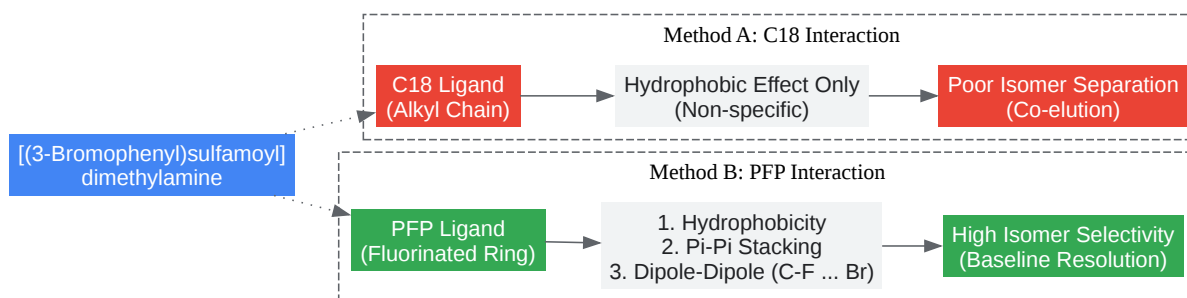 Method A: C18 Interaction
C18 Ligand
(Alkyl Chain)
Hydrophobic Effect Only
(Non-specific)
Poor Isomer Separation
(Co-elution)
[(3-Bromophenyl)sulfamoyl]
dimethylamine
Method B: PFP Interaction
PFP Ligand
(Fluorinated Ring)
1. Hydrophobicity
2. Pi-Pi Stacking
3. Dipole-Dipole (C-F ... Br)
High Isomer Selectivity
(Baseline Resolution)